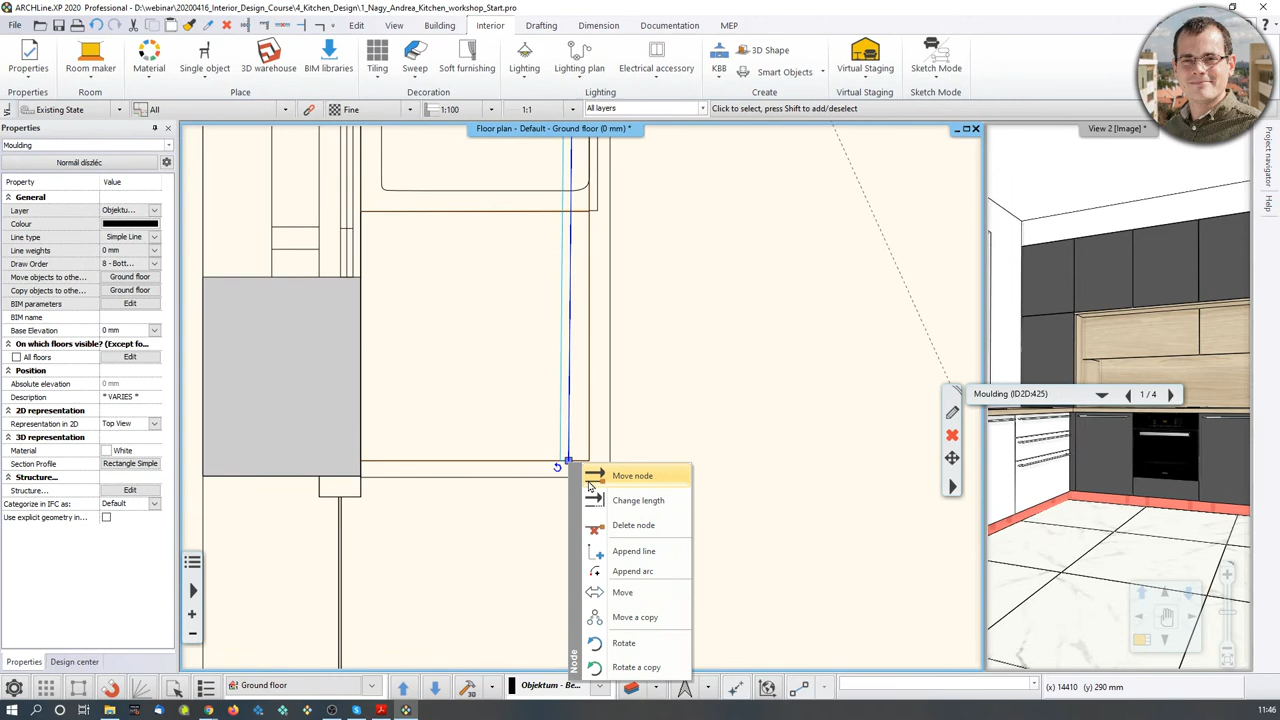 ARCHLine.XP 2020 Professional - D:\webinar\20200416_Interior_Design_Course\4_Kitchen_Design\1_Nagy_Andrea_Kitchen_workshop_Start.pro
File Edit View Building Interior Drafting Dimension Documentation MEP
Properties Room maker Material Single object 3D warehouse BIM libraries Tiling Sweep Soft furnishing Lighting Lighting plan Electrical accessory KBB 3D Shape Smart Objects Virtual Staging Sketch Mode
Properties Room Place Decoration Lighting Create Virtual Staging Sketch Mode
Existing State All Fine 1:100 1:1 All layers Click to select, press Shift to add/deselect
Properties
Floor plan - Default - Ground floor (0 mm) *
View 2 [Image] *
Moulding
Normál díszléc
Property Value
General
Layer Objektu...
Colour
Line type Simple Line
Line weights 0 mm
Draw Order 8 - Bott...
Move objects to othe... Ground floor
Copy objects to othe... Ground floor
BIM parameters Edit
BIM name
Base Elevation 0 mm
On which floors visible? (Except fo...
All floors Edit
Position
Absolute elevation 0 mm
Description * VARIES *
2D representation
Representation in 2D Top View
3D representation
Material White
Section Profile Rectangle Simple
Structure...
Structure... Edit
Categorize in IFC as Default
Use explicit geometry in...
Moulding (ID2D:425) 1 / 4
Node
Move node
Change length
Delete node
Append line
Append arc
Move
Move a copy
Rotate
Rotate a copy
Project navigator
Help
Properties Design center
Ground floor
Objektum - Be...
(x) 14410 (y) 290 mm
11:46